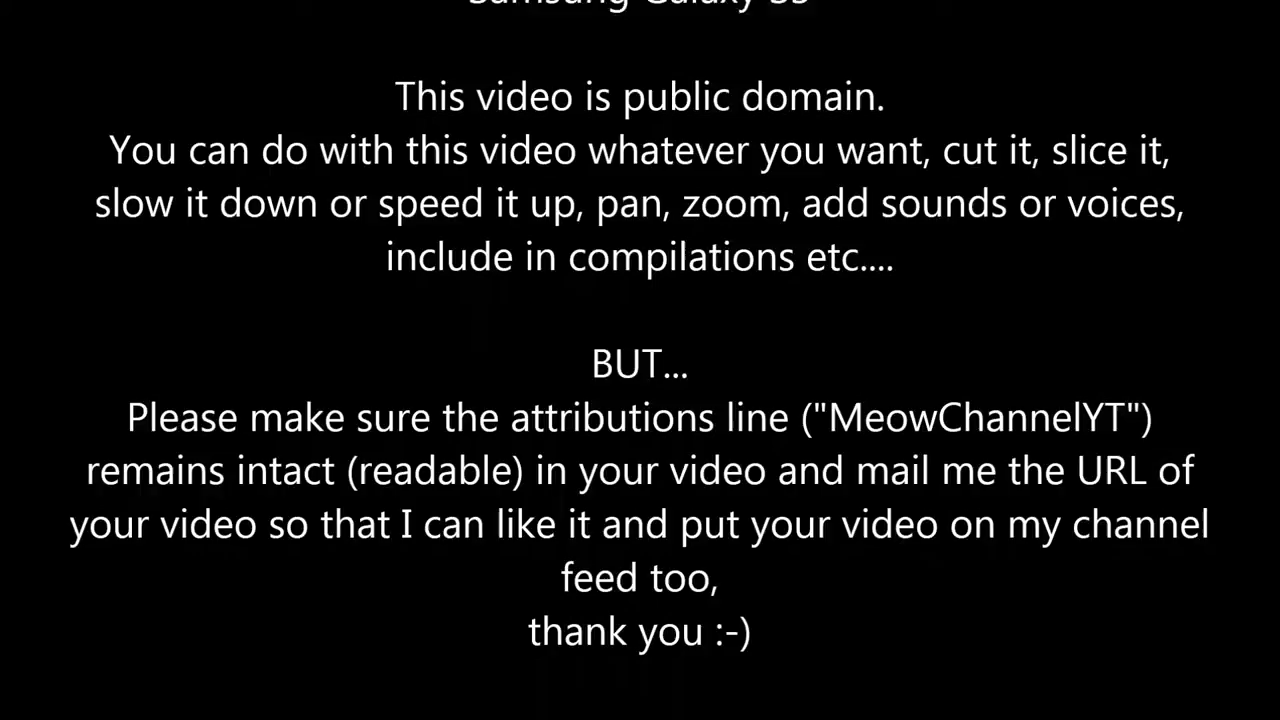 Samsung Galaxy
This video is public domain.
You can do with this video whatever you want, cut it, slice it,
slow it down or speed it up, pan, zoom, add sounds or voices,
include in compilations etc....
BUT...
Please make sure the attributions line ("MeowChannelYT")
remains intact (readable) in your video and mail me the URL of
your video so that I can like it and put your video on my channel
feed too,
thank you :-)